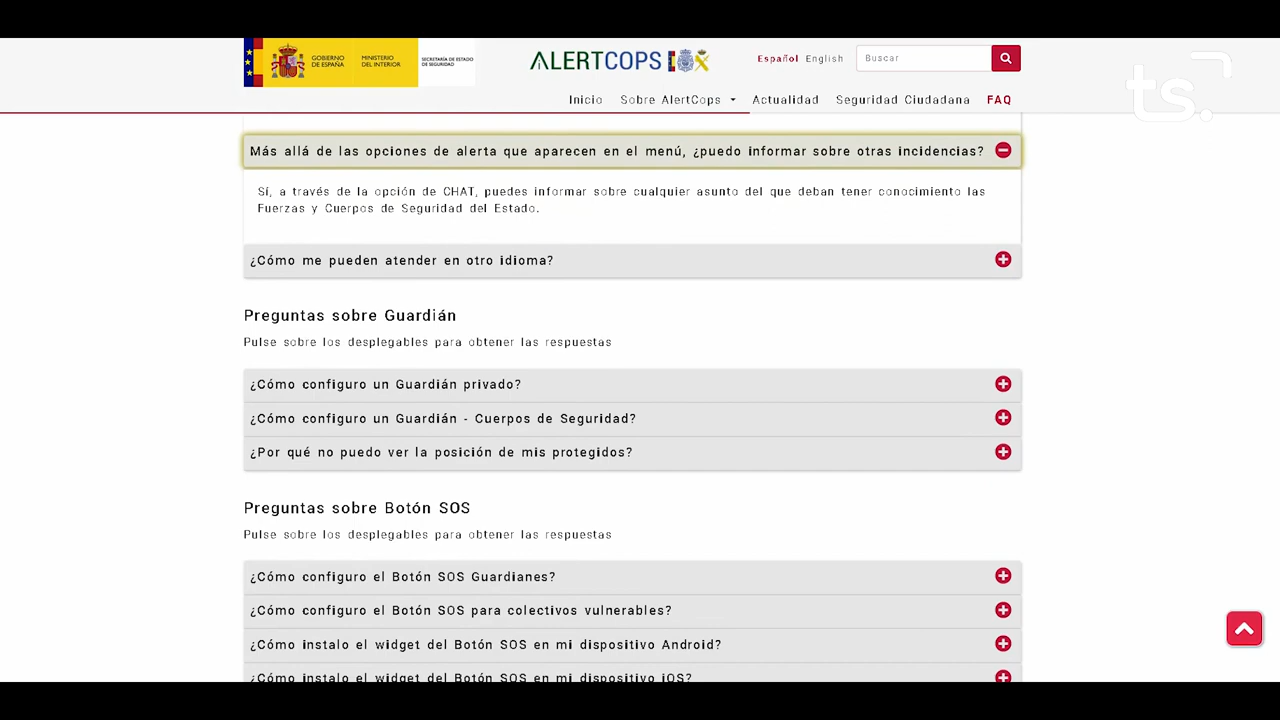 GOBIERNO
DE ESPAÑA
MINISTERIO
DEL INTERIOR
SECRETARÍA DE ESTADO
DE SEGURIDAD
ALERTCOPS
Español English
Buscar
ts.
Inicio Sobre AlertCops Actualidad Seguridad Ciudadana FAQ
Más allá de las opciones de alerta que aparecen en el menú, ¿puedo informar sobre otras incidencias?
Sí, a través de la opción de CHAT, puedes informar sobre cualquier asunto del que deban tener conocimiento las
Fuerzas y Cuerpos de Seguridad del Estado.
¿Cómo me pueden atender en otro idioma?
Preguntas sobre Guardián
Pulse sobre los desplegables para obtener las respuestas
¿Cómo configuro un Guardián privado?
¿Cómo configuro un Guardián - Cuerpos de Seguridad?
¿Por qué no puedo ver la posición de mis protegidos?
Preguntas sobre Botón SOS
Pulse sobre los desplegables para obtener las respuestas
¿Cómo configuro el Botón SOS Guardianes?
¿Cómo configuro el Botón SOS para colectivos vulnerables?
¿Cómo instalo el widget del Botón SOS en mi dispositivo Android?
¿Cómo instalo el widget del Botón SOS en mi dispositivo iOS?